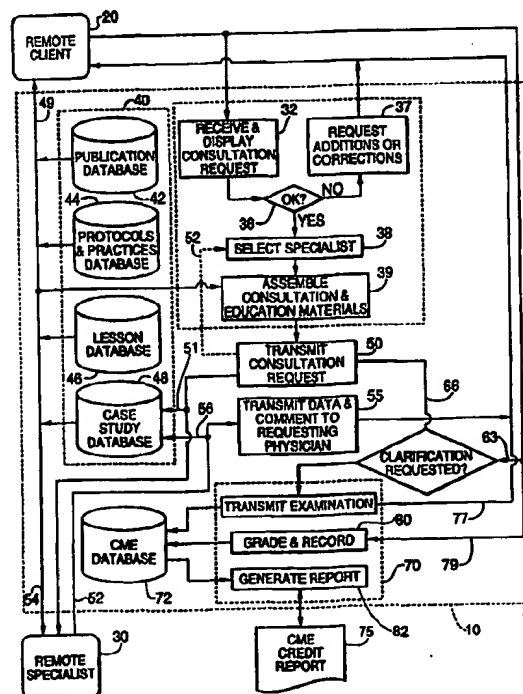 20
REMOTE
CLIENT
49
40
32
37
PUBLICATION
DATABASE
RECEIVE &
DISPLAY
CONSULTATION
REQUEST
REQUEST
ADDITIONS OR
CORRECTIONS
44
42
OK?
NO
36
YES
PROTOCOLS
& PRACTICES
DATABASE
52
SELECT SPECIALIST
38
ASSEMBLE
CONSULTATION &
EDUCATION MATERIALS
39
LESSON
DATABASE
46
48
51
TRANSMIT
CONSULTATION
REQUEST
50
66
CASE
STUDY
DATABASE
56
TRANSMIT DATA &
COMMENT TO
REQUESTING
PHYSICIAN
55
63
CLARIFICATION
REQUESTED?
TRANSMIT EXAMINATION
77
CME
DATABASE
72
60
GRADE & RECORD
79
70
GENERATE REPORT
82
54
52
10
REMOTE
SPECIALIST
30
CME
CREDIT
REPORT
75